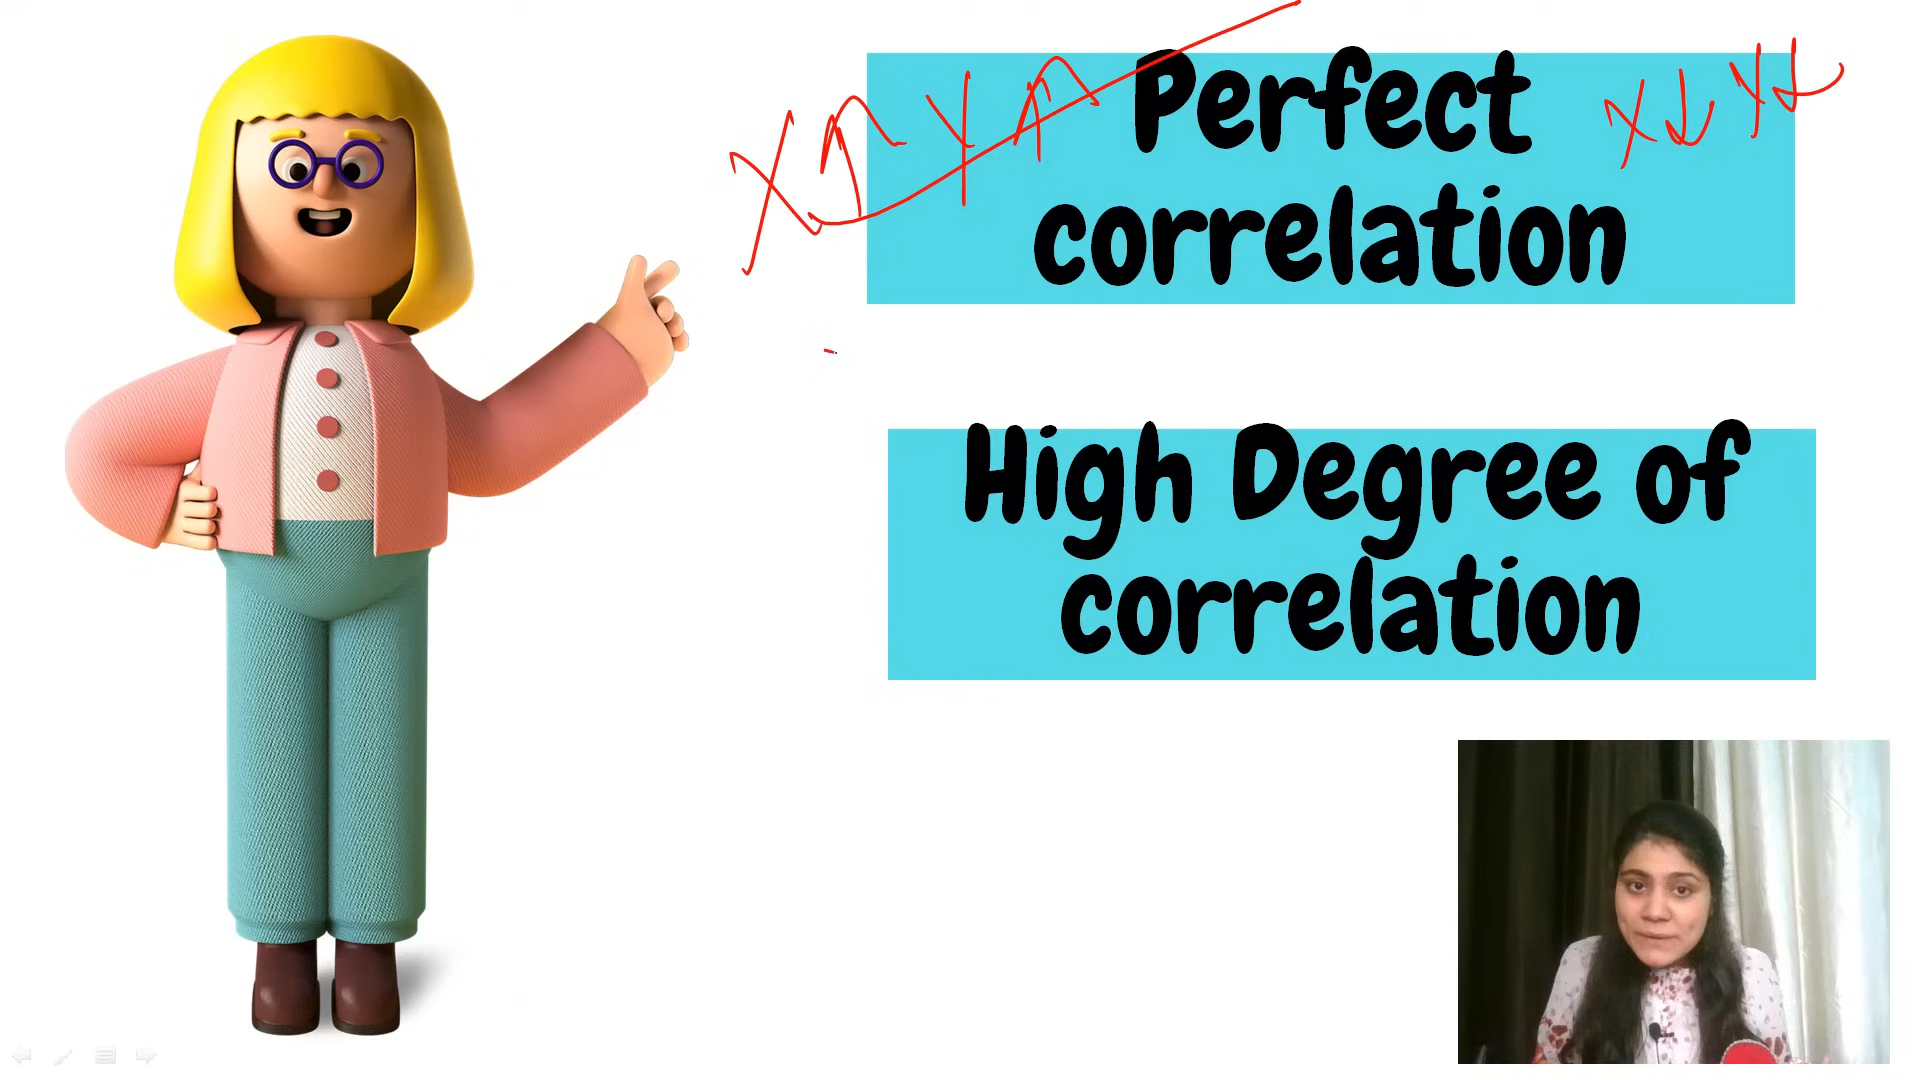 X↑ Y↑
Perfect
X↓ Y↓
correlation
High Degree of
correlation